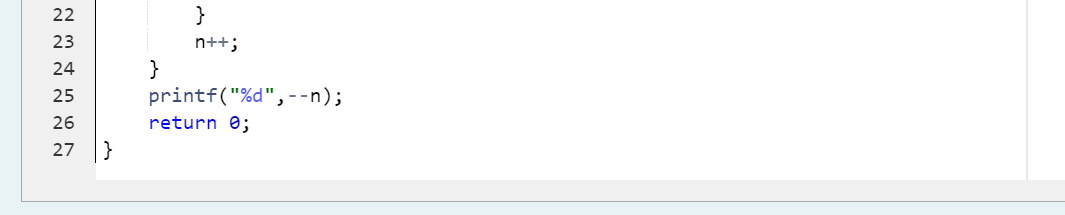 22 }
23 n++;
24 }
25 printf("%d",--n);
26 return 0;
27 }